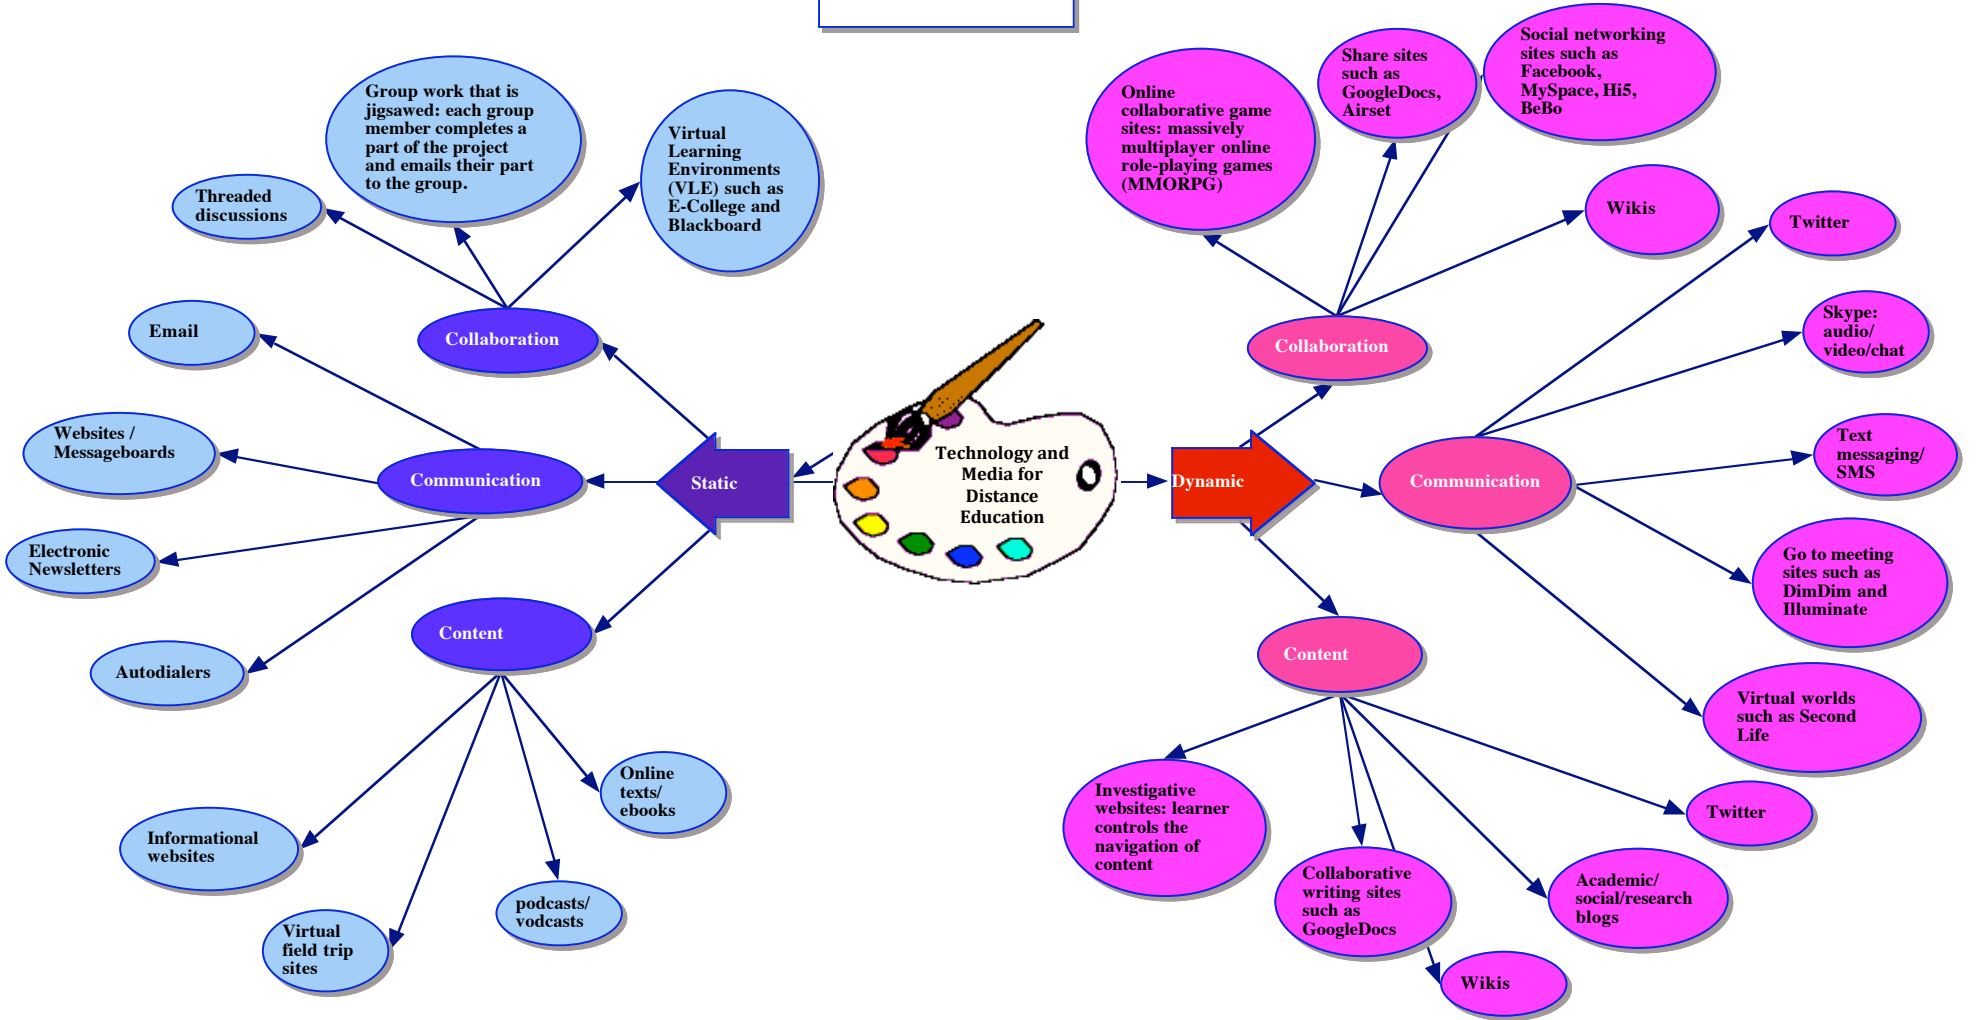 Group work that is
jigsawed: each group
member completes a
part of the project
and emails their part
to the group.
Virtual
Learning
Environments
(VLE) such as
E-College and
Blackboard
Threaded
discussions
Email
Collaboration
Websites /
Messageboards
Communication
Static
Electronic
Newsletters
Autodialers
Content
Online
texts/
ebooks
Informational
websites
podcasts/
vodcasts
Virtual
field trip
sites
Technology and
Media for
Distance
Education
Dynamic
Online
collaborative game
sites: massively
multiplayer online
role-playing games
(MMORPG)
Share sites
such as
GoogleDocs,
Airset
Social networking
sites such as
Facebook,
MySpace, Hi5,
BeBo
Wikis
Collaboration
Twitter
Skype:
audio/
video/chat
Communication
Text
messaging/
SMS
Go to meeting
sites such as
DimDim and
Illuminate
Virtual worlds
such as Second
Life
Content
Investigative
websites: learner
controls the
navigation of
content
Collaborative
writing sites
such as
GoogleDocs
Wikis
Academic/
social/research
blogs
Twitter